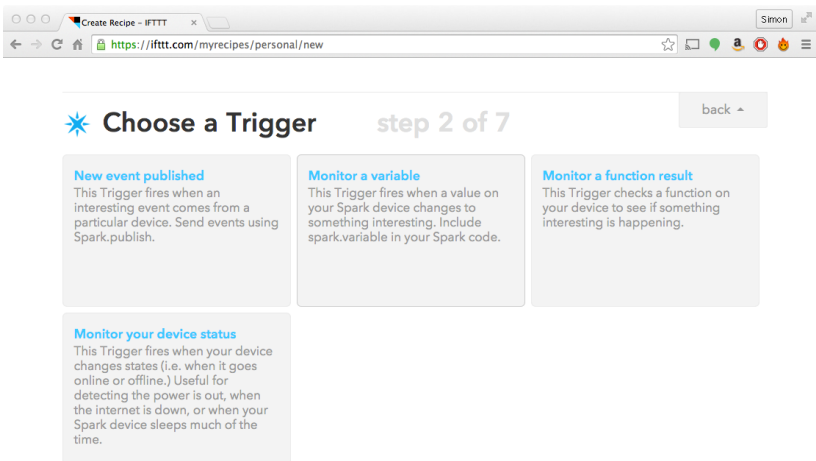 Create Recipe – IFTTT
Simon
https://ifttt.com/myrecipes/personal/new
back
Choose a Trigger step 2 of 7
New event published
This Trigger fires when an
interesting event comes from a
particular device. Send events using
Spark.publish.
Monitor a variable
This Trigger fires when a value on
your Spark device changes to
something interesting. Include
spark.variable in your Spark code.
Monitor a function result
This Trigger checks a function on
your device to see if something
interesting is happening.
Monitor your device status
This Trigger fires when your device
changes states (i.e. when it goes
online or offline.) Useful for
detecting the power is out, when
the internet is down, or when your
Spark device sleeps much of the
time.